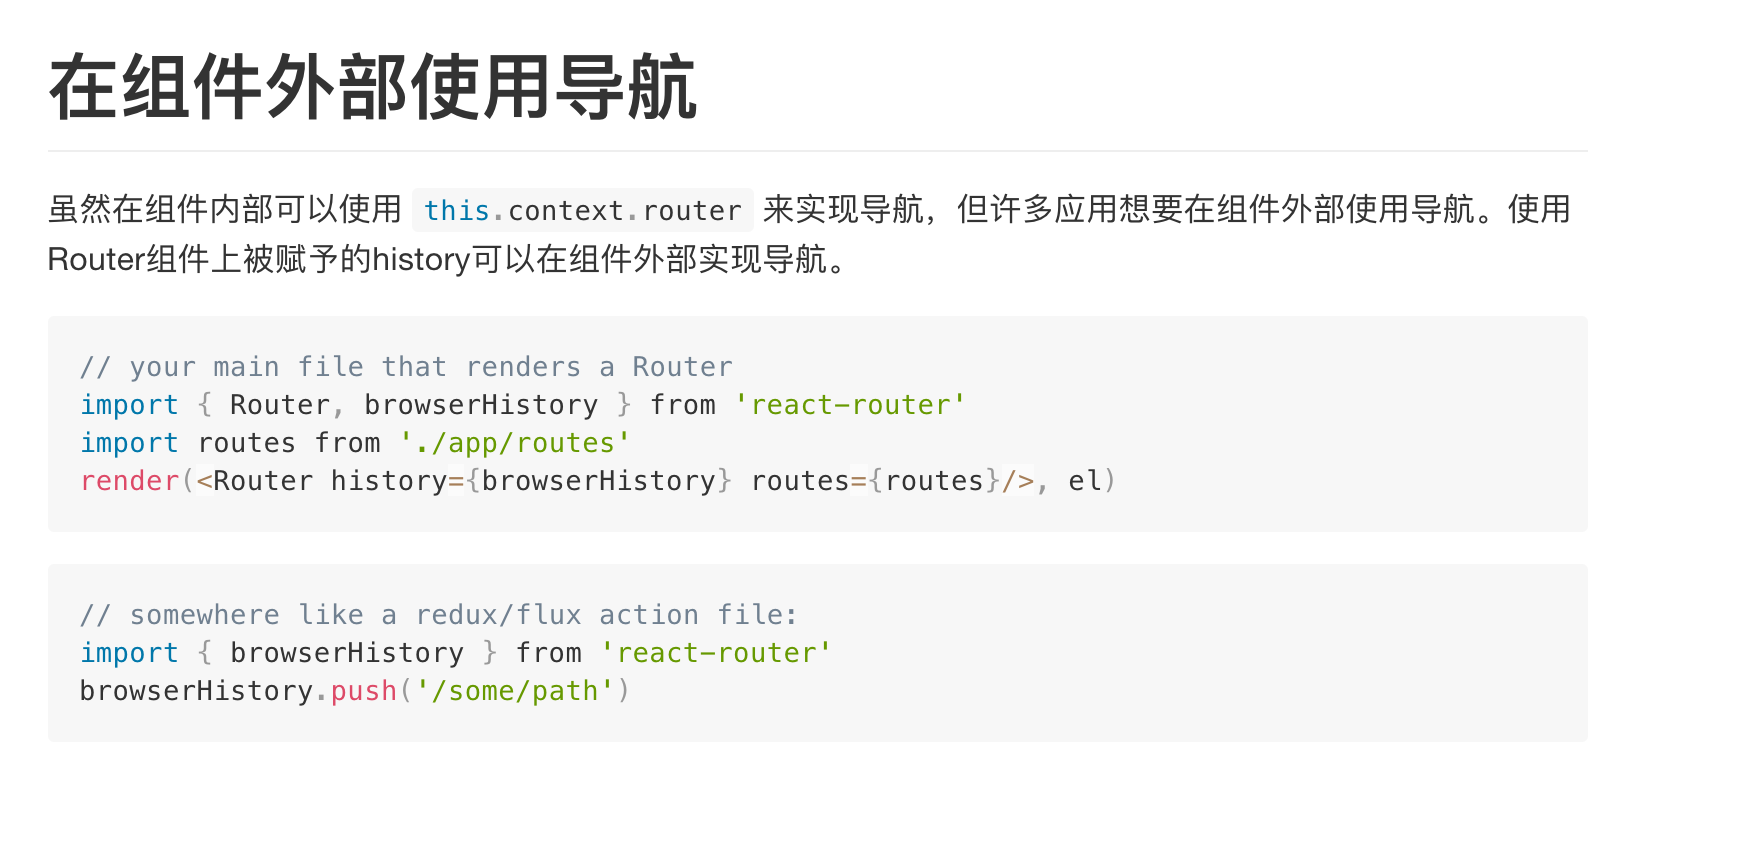 在组件外部使用导航
虽然在组件内部可以使用 this.context.router 来实现导航，但许多应用想要在组件外部使用导航。使用
Router组件上被赋予的history可以在组件外部实现导航。
// your main file that renders a Router
import { Router, browserHistory } from 'react-router'
import routes from './app/routes'
render(<Router history={browserHistory} routes={routes}/>, el)
// somewhere like a redux/flux action file:
import { browserHistory } from 'react-router'
browserHistory.push('/some/path')